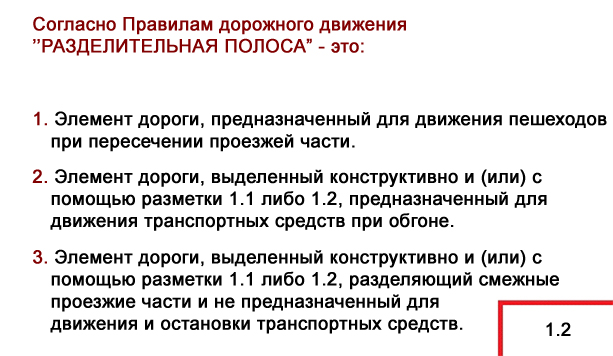 Согласно Правилам дорожного движения
”РАЗДЕЛИТЕЛЬНАЯ ПОЛОСА” - это:
1. Элемент дороги, предназначенный для движения пешеходов
при пересечении проезжей части.
2. Элемент дороги, выделенный конструктивно и (или) с
помощью разметки 1.1 либо 1.2, предназначенный для
движения транспортных средств при обгоне.
3. Элемент дороги, выделенный конструктивно и (или) с
помощью разметки 1.1 либо 1.2, разделяющий смежные
проезжие части и не предназначенный для
движения и остановки транспортных средств.
1.2